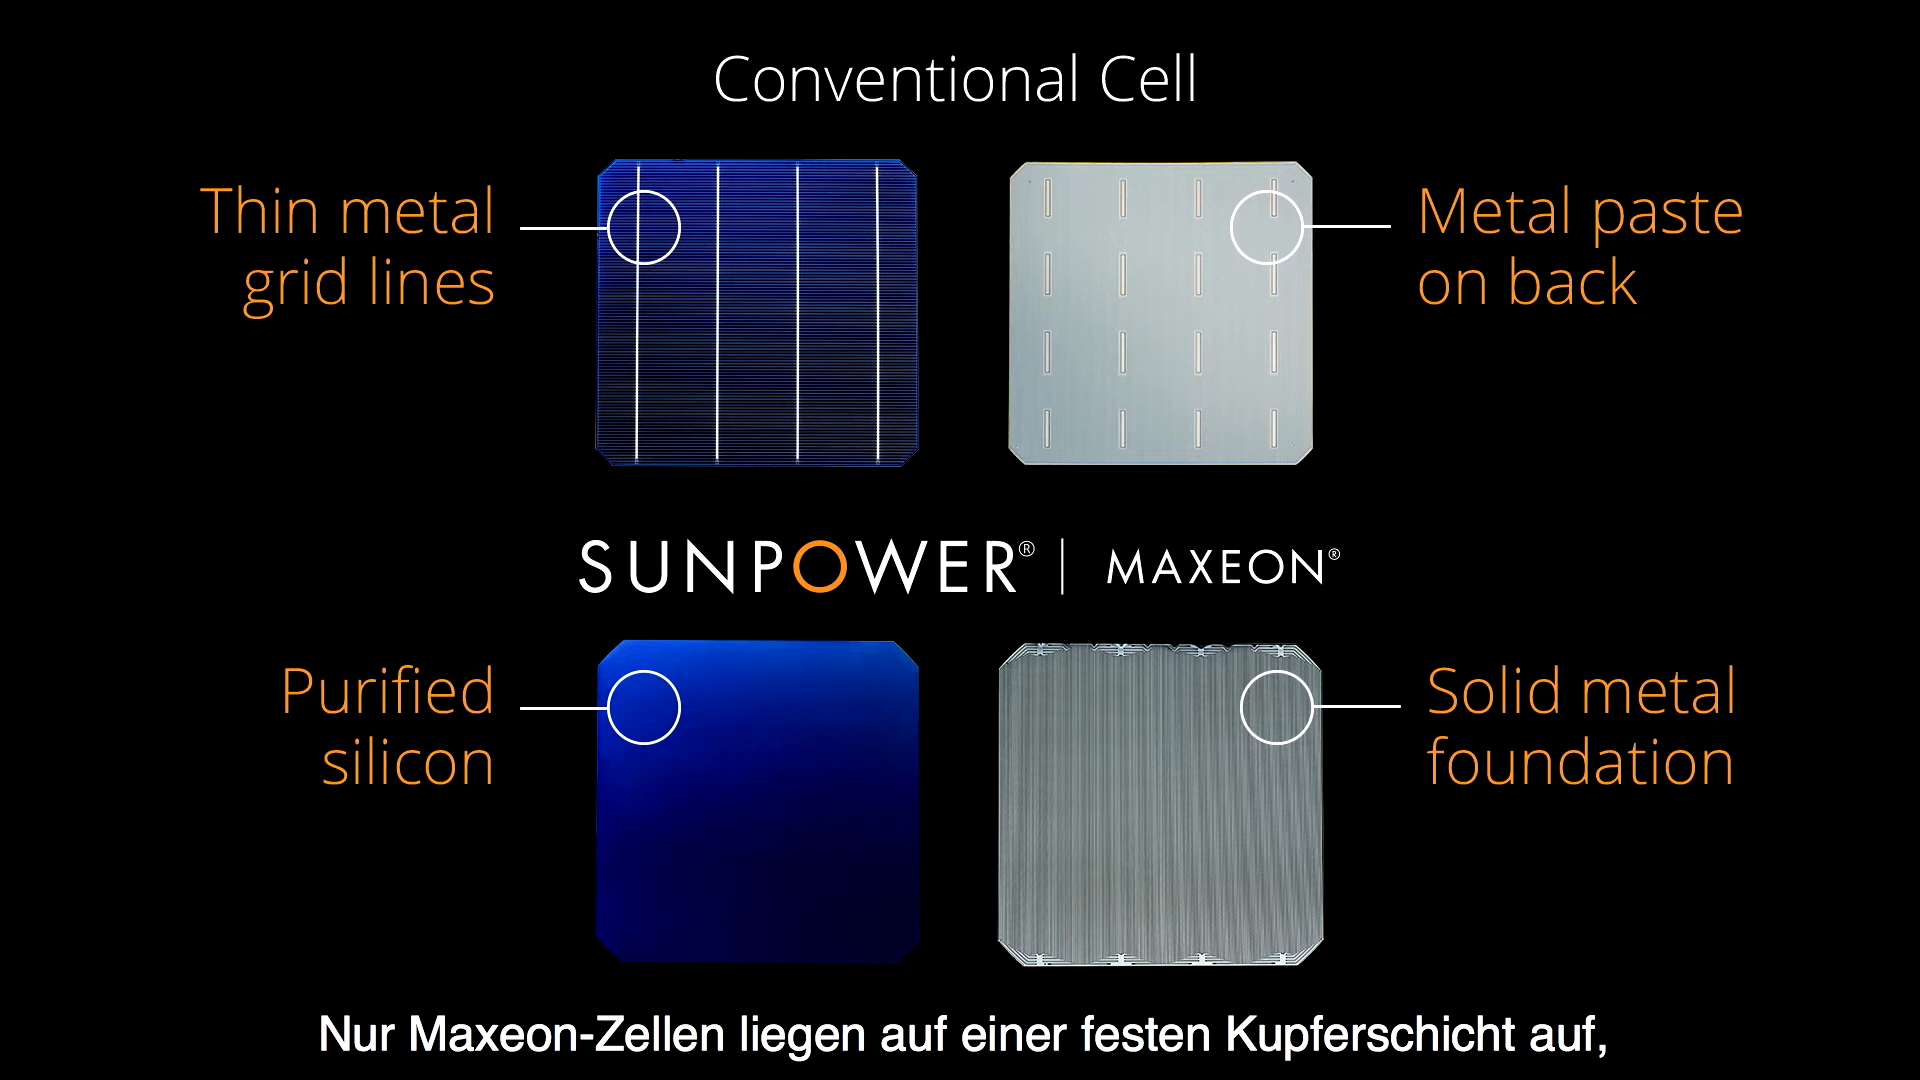 Conventional Cell
Thin metal
grid lines
Metal paste
on back
SUNPOWER® | MAXEON®
Purified
silicon
Solid metal
foundation
Nur Maxeon-Zellen liegen auf einer festen Kupferschicht auf,